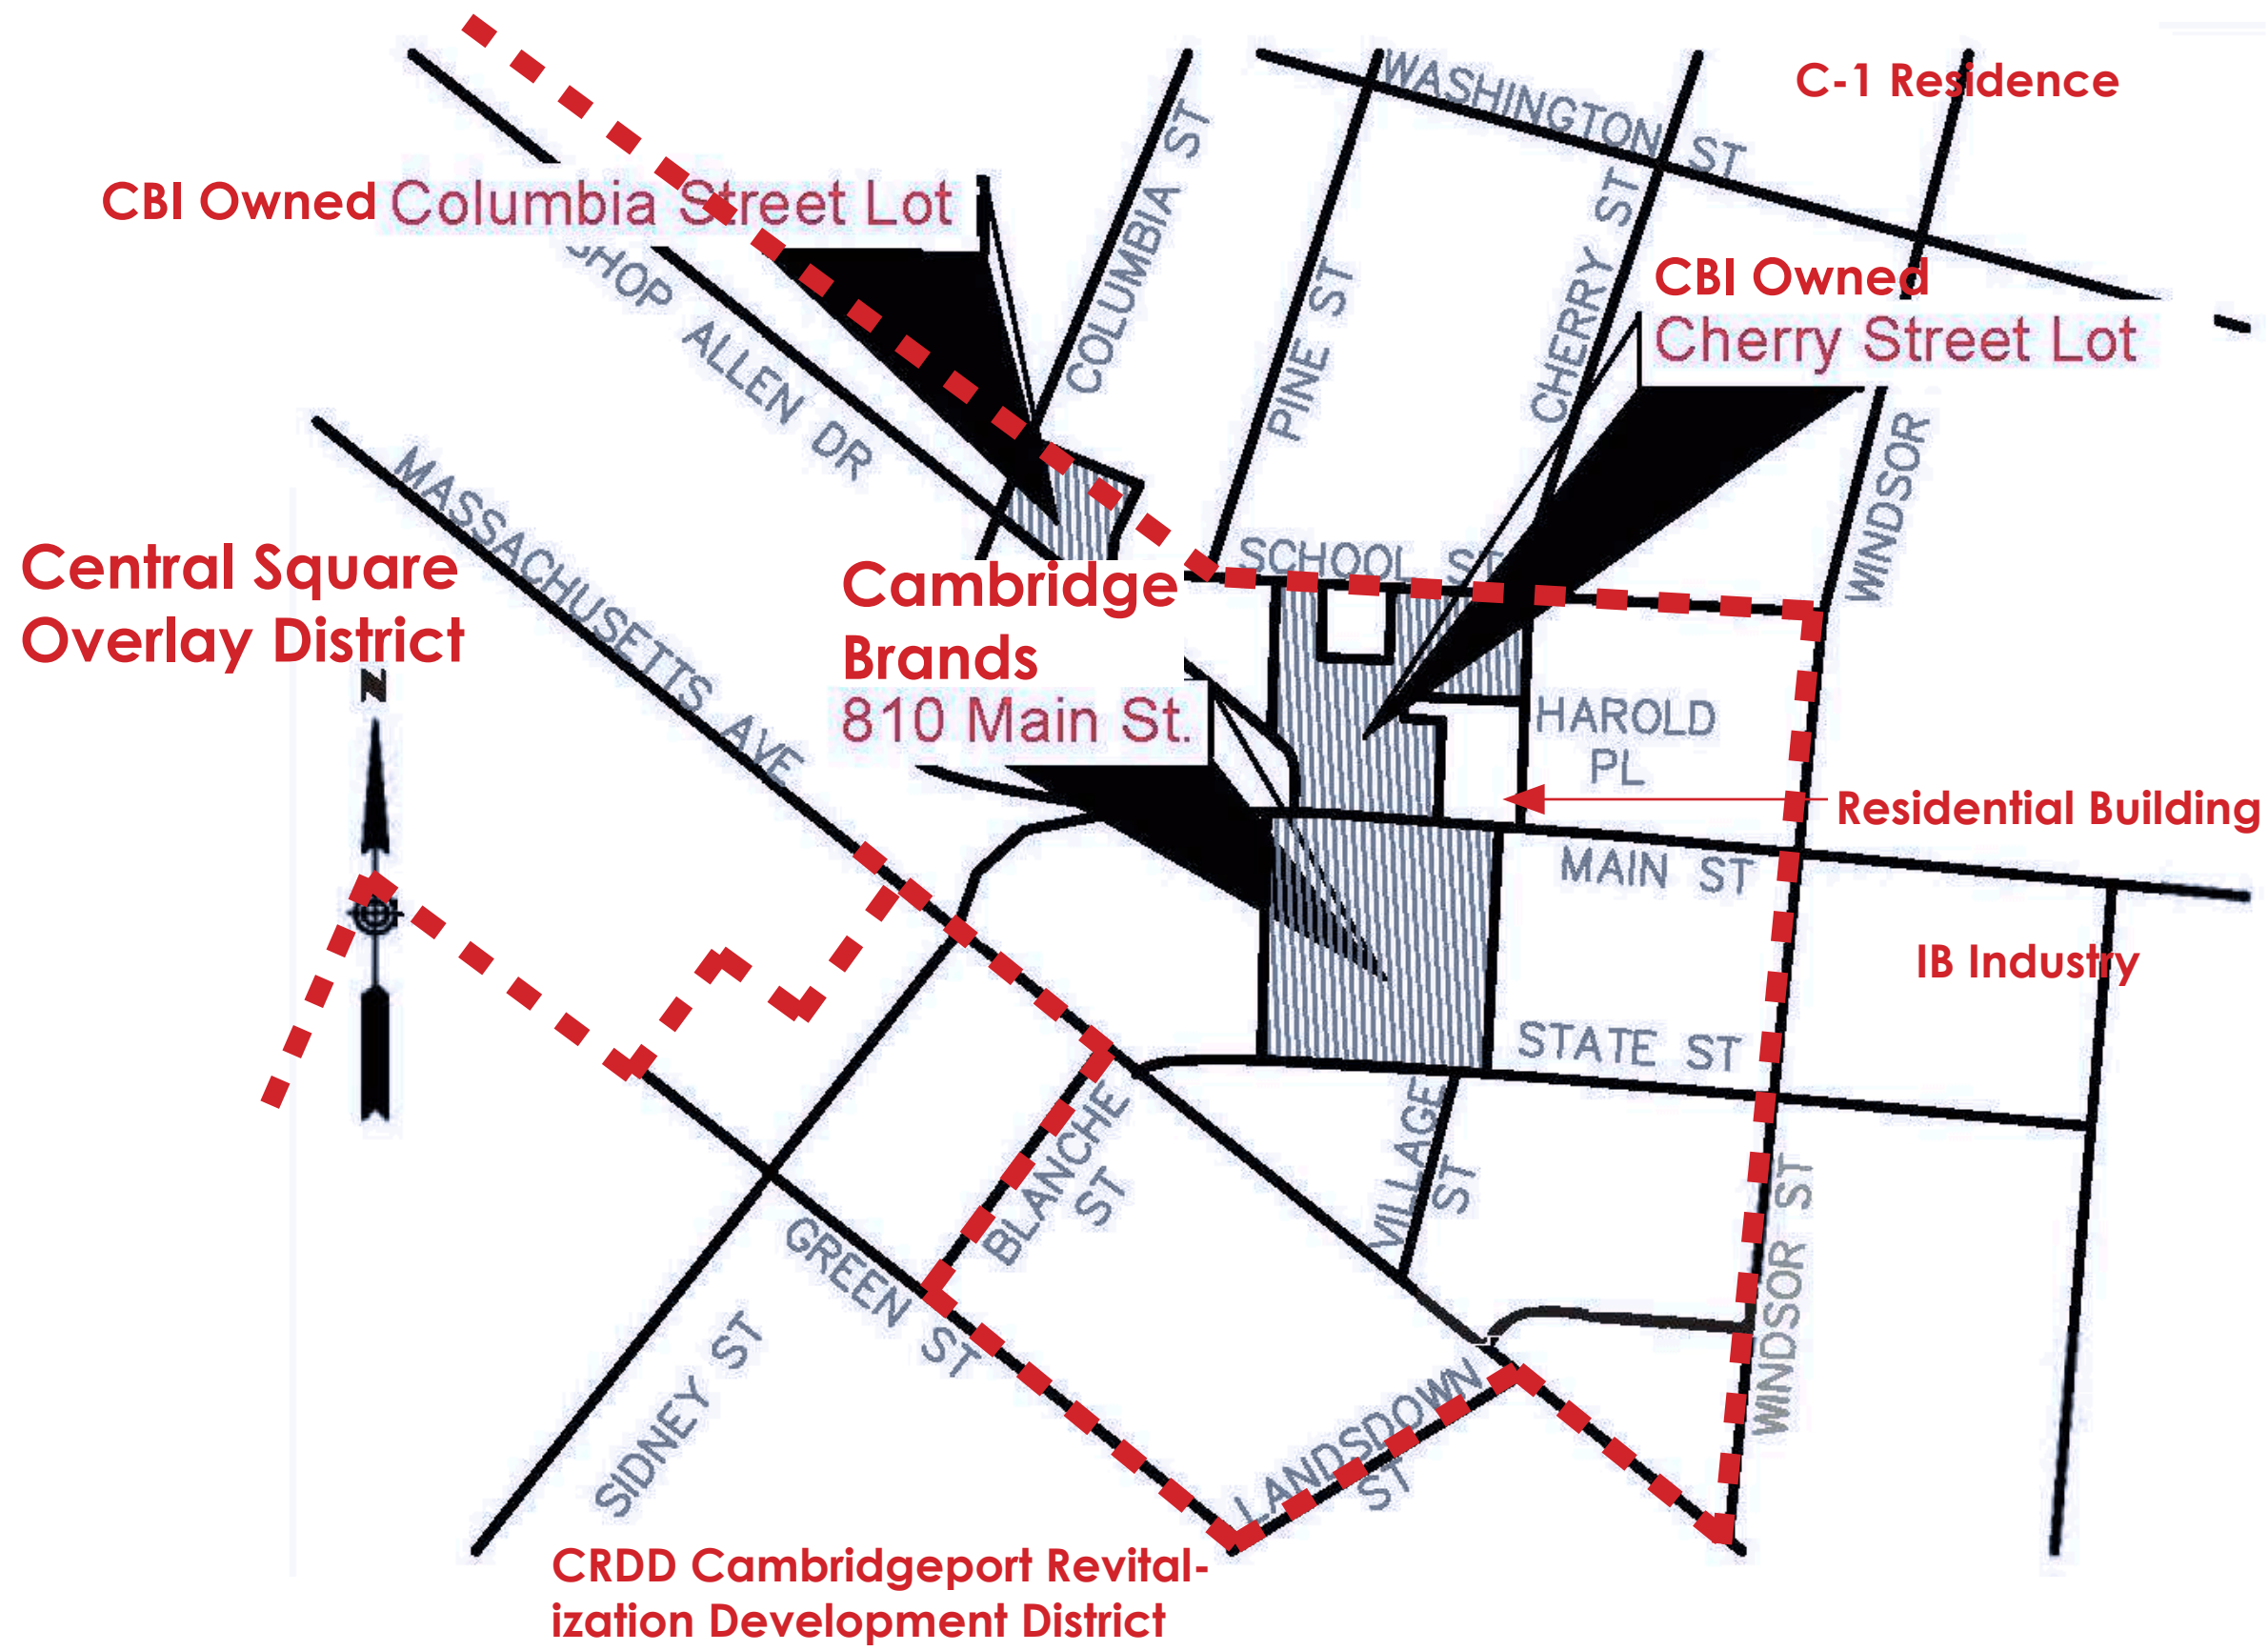 C-1 Residence
WASHINGTON ST
COLUMBIA ST
CBI Owned Columbia Street Lot
CHERRY ST
SHOP ALLEN DR
PINE ST
CBI Owned
Cherry Street Lot
WINDSOR
MASSACHUSETTS AVE
SCHOOL ST
Central Square
Overlay District
Cambridge
Brands
810 Main St.
N
HAROLD
PL
Residential Building
MAIN ST
IB Industry
STATE ST
BLANCHE
ST
VILLAGE
ST
WINDSOR ST
GREEN ST
SIDNEY ST
LANDSDOWN
ST
CRDD Cambridgeport Revital-
ization Development District